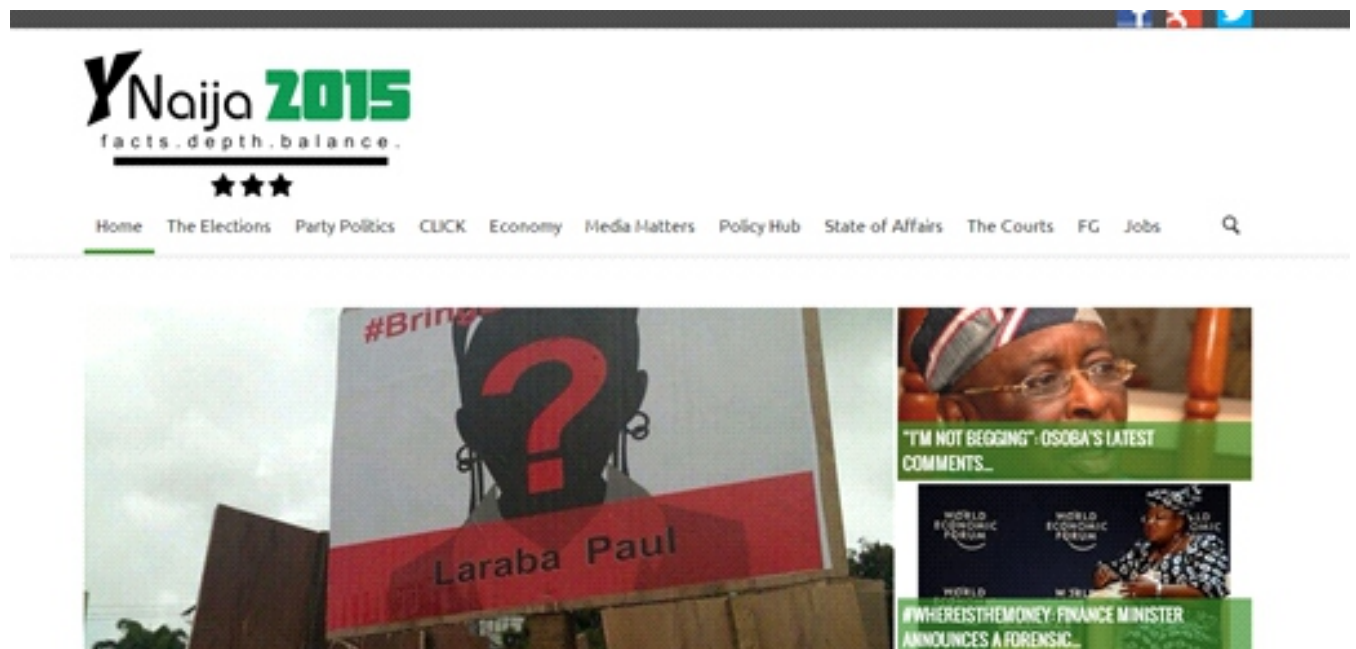 YNaija 2015
facts.depth.balance.
Home The Elections Party Politics CLICK Economy Media Matters Policy Hub State of Affairs The Courts FG Jobs
Laraba Paul
"I'M NOT BEGGING": OSOBA'S LATEST
COMMENTS...
WORLD ECONOMIC FORUM
WORLD ECONOMIC FORUM
WORLD
#WHEREISTHEMONEY: FINANCE MINISTER
ANNOUNCES A FORENSIC...